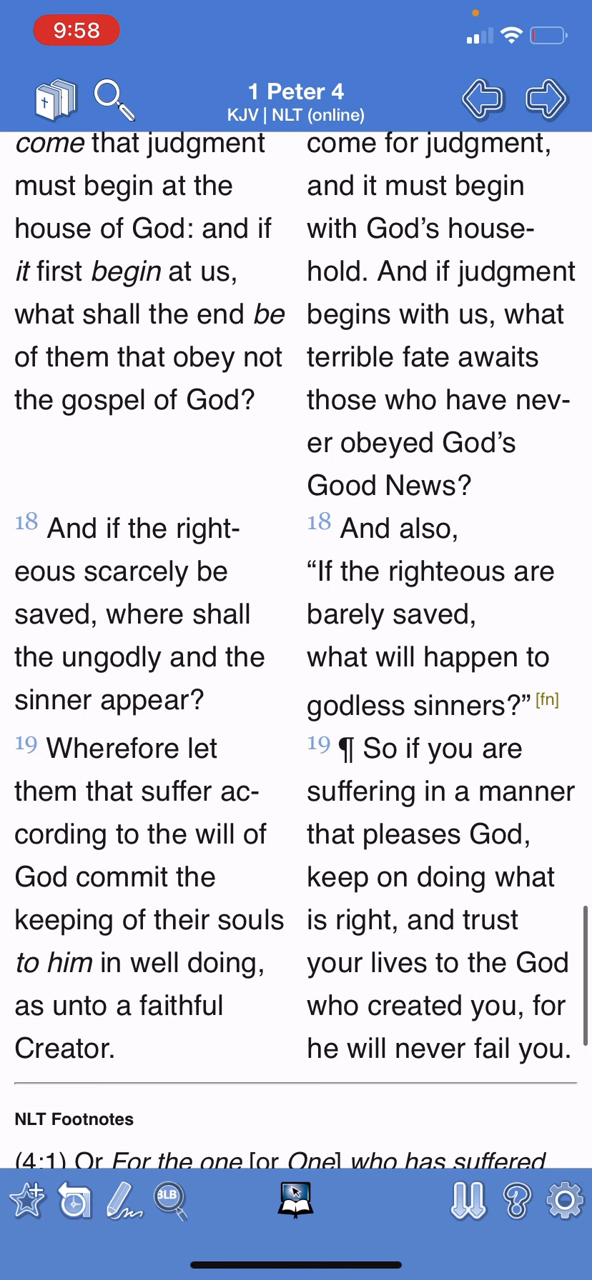 9:58
1 Peter 4
KJV | NLT (online)
come that judgment
must begin at the
house of God: and if
it first begin at us,
what shall the end be
of them that obey not
the gospel of God?
come for judgment,
and it must begin
with God’s house-
hold. And if judgment
begins with us, what
terrible fate awaits
those who have nev-
er obeyed God’s
Good News?
18 And if the right-
eous scarcely be
saved, where shall
the ungodly and the
sinner appear?
18 And also,
“If the righteous are
barely saved,
what will happen to
godless sinners?” [fn]
19 Wherefore let
them that suffer ac-
cording to the will of
God commit the
keeping of their souls
to him in well doing,
as unto a faithful
Creator.
19 ¶ So if you are
suffering in a manner
that pleases God,
keep on doing what
is right, and trust
your lives to the God
who created you, for
he will never fail you.
NLT Footnotes
(4:1) Or For the one [or One] who has suffered
BLB